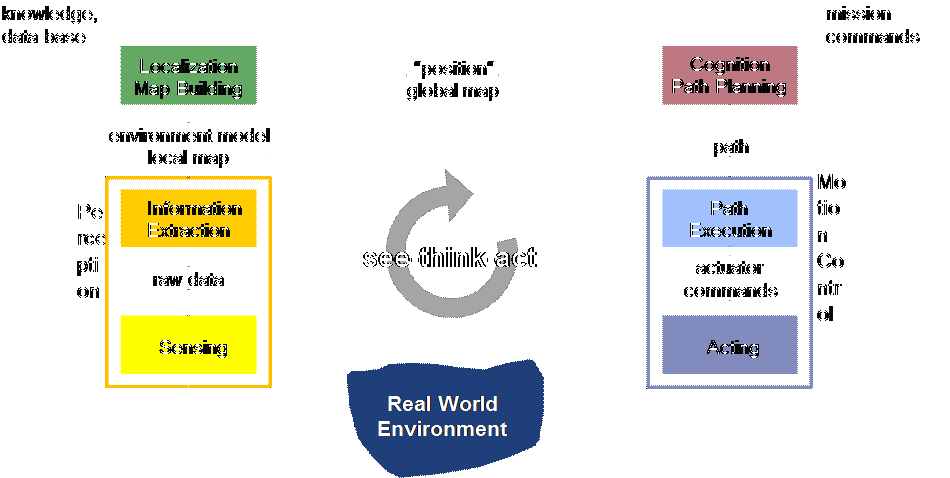 knowledge,
data base
mission
commands
Localization
Map Building
"position"
global map
Cognition
Path Planning
environment model
local map
path
Pe
rce
pti
on
Information
Extraction
raw data
Sensing
see think act
Path
Execution
actuator
commands
Acting
Mo
tio
n
Co
ntr
ol
Real World
Environment